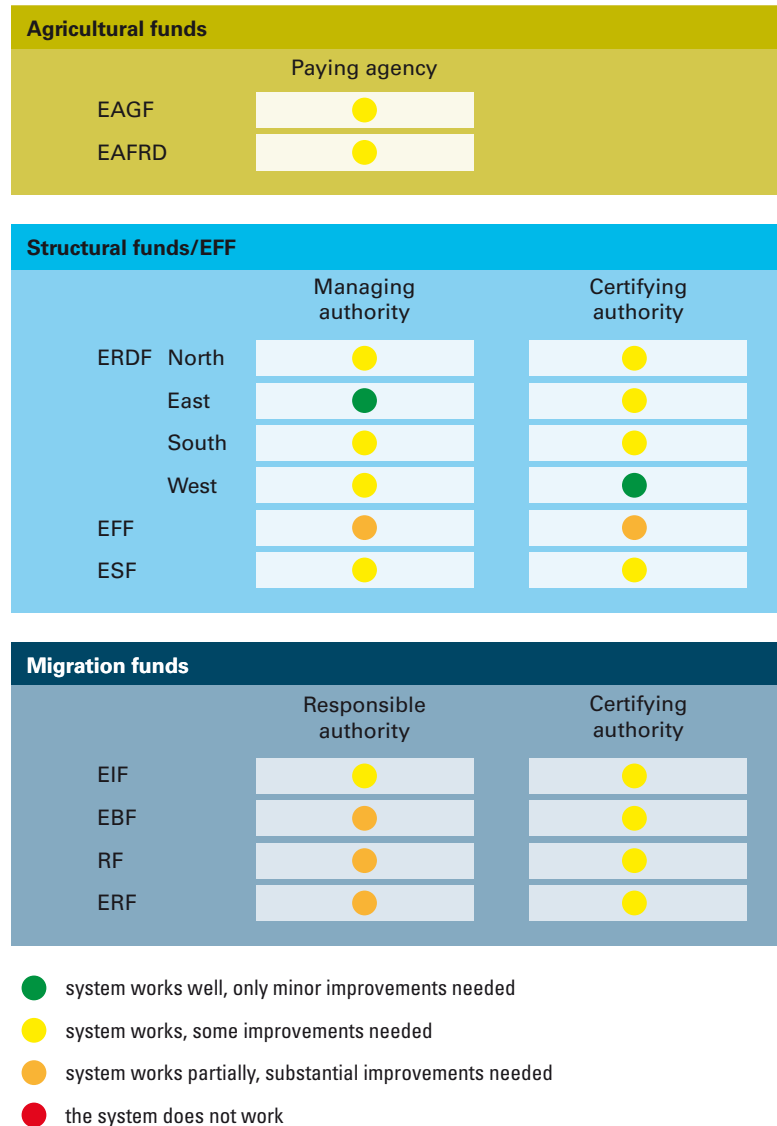 Agricultural funds
Paying agency
EAGF
EAFRD
Structural funds/EFF
Managing authority
Certifying authority
ERDF North
East
South
West
EFF
ESF
Migration funds
Responsible authority
Certifying authority
EIF
EBF
RF
ERF
system works well, only minor improvements needed
system works, some improvements needed
system works partially, substantial improvements needed
the system does not work